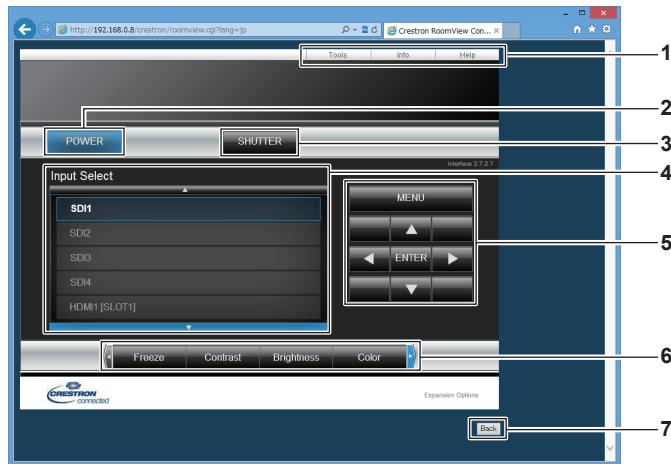 http://192.168.0.8/crestron/roomview.cgi?lang=jp
Crestron RoomView Con...
Tools Info Help
1
2
POWER
SHUTTER
3
Interface 2.7.2.7
4
Input Select
SDI1
SDI2
SDI3
SDI4
HDMI1 [SLOT1]
MENU
ENTER
5
Freeze Contrast Brightness Color
6
CRESTRON
connected
Expansion Options
Back
7